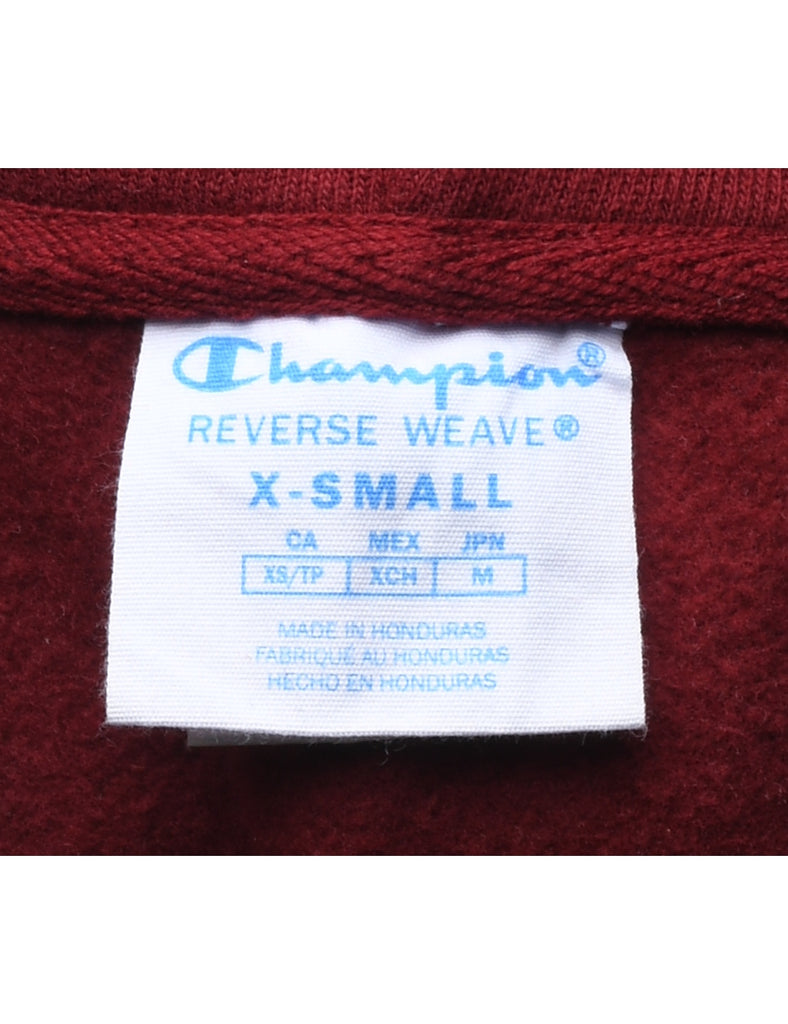 Champion®
REVERSE WEAVE®
X-SMALL
CA MEX JPN
XS/TP XCH M
MADE IN HONDURAS
FABRIQUÉ AU HONDURAS
HECHO EN HONDURAS